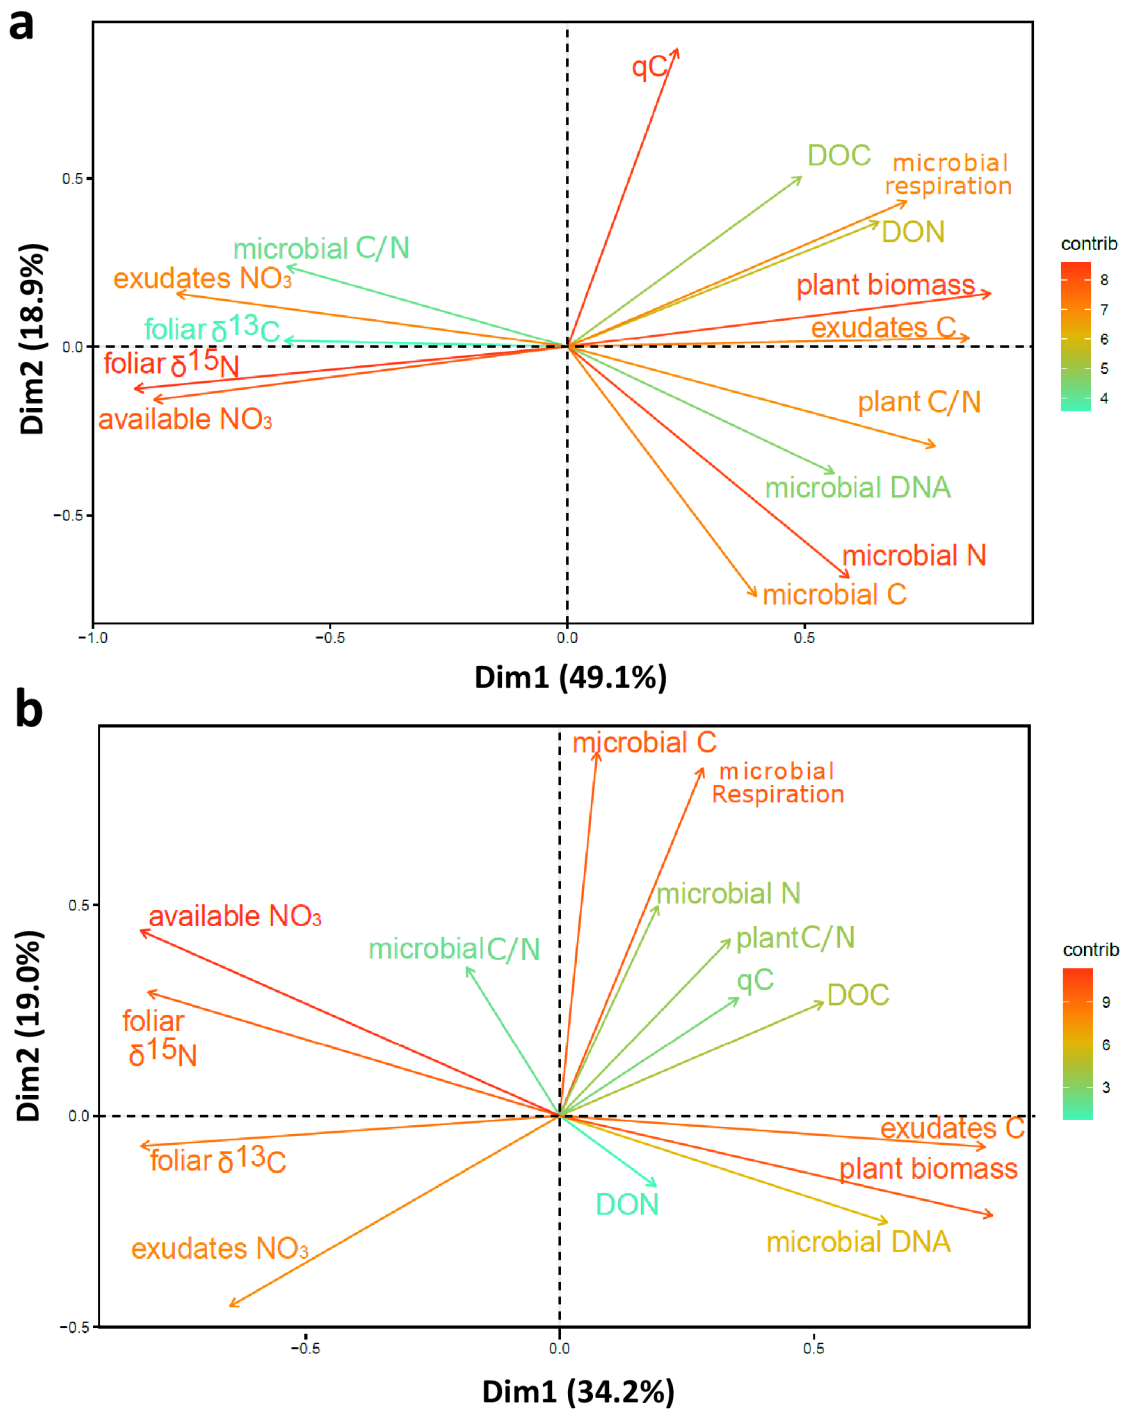 a
qC
DOC
microbial
respiration
0.5
DON
microbial C/N
contrib
exudates NO₃
plant biomass
8
foliar δ13C
exudates C
7
0.0
6
foliar δ15N
5
available NO₃
plant C/N
4
microbial DNA
−0.5
microbial N
microbial C
Dim2 (18.9%)
−1.0 −0.5 0.0 0.5
Dim1 (49.1%)
b
microbial C
microbial
Respiration
microbial N
0.5
available NO₃
plant C/N
microbial C/N
contrib
qC
DOC
9
foliar
δ15N
6
3
0.0
exudates C
foliar δ13C
plant biomass
DON
microbial DNA
exudates NO₃
−0.5
Dim2 (19.0%)
−0.5 0.0 0.5
Dim1 (34.2%)